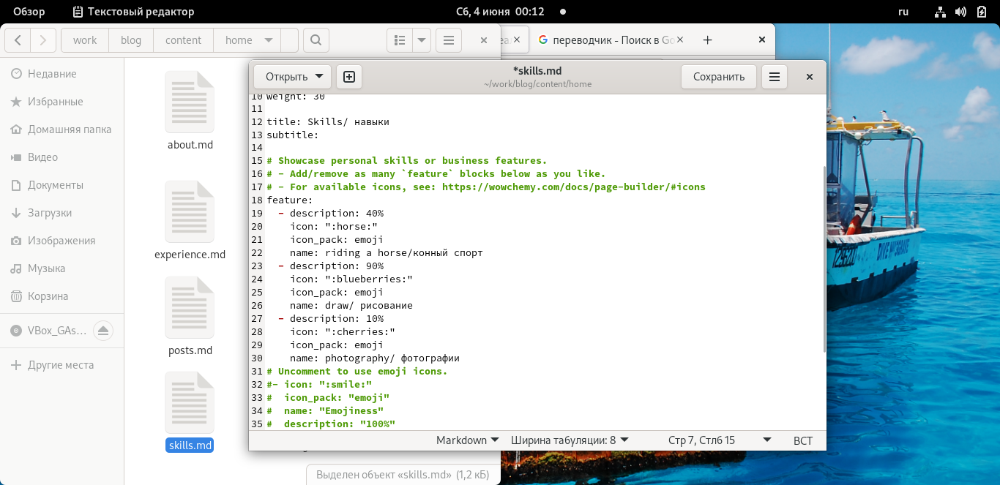 Обзор
Текстовый редактор
Сб, 4 июня 00:12
ru
work
blog
content
home
переводчик - Поиск в Go
Недавние
Избранные
Домашняя папка
Видео
Документы
Загрузки
Изображения
Музыка
Корзина
VBox_GAs...
Другие места
about.md
experience.md
posts.md
skills.md
Выделен объект «skills.md» (1,2 кБ)
Открыть
*skills.md
~/work/blog/content/home
Сохранить
10 weight: 30
11
12 title: Skills/ навыки
13 subtitle:
14
15 # Showcase personal skills or business features.
16 # - Add/remove as many `feature` blocks below as you like.
17 # - For available icons, see: https://wowchemy.com/docs/page-builder/#icons
18 feature:
19   - description: 40%
20     icon: ":horse:"
21     icon_pack: emoji
22     name: riding a horse/конный спорт
23   - description: 90%
24     icon: ":blueberries:"
25     icon_pack: emoji
26     name: draw/ рисование
27   - description: 10%
28     icon: ":cherries:"
29     icon_pack: emoji
30     name: photography/ фотографии
31 # Uncomment to use emoji icons.
32 #- icon: ":smile:"
33 #  icon_pack: "emoji"
34 #  name: "Emojiness"
35 #  description: "100%"
Markdown
Ширина табуляции: 8
Стр 7, Стлб 15
ВСТ
DIVE MUSGRAVE